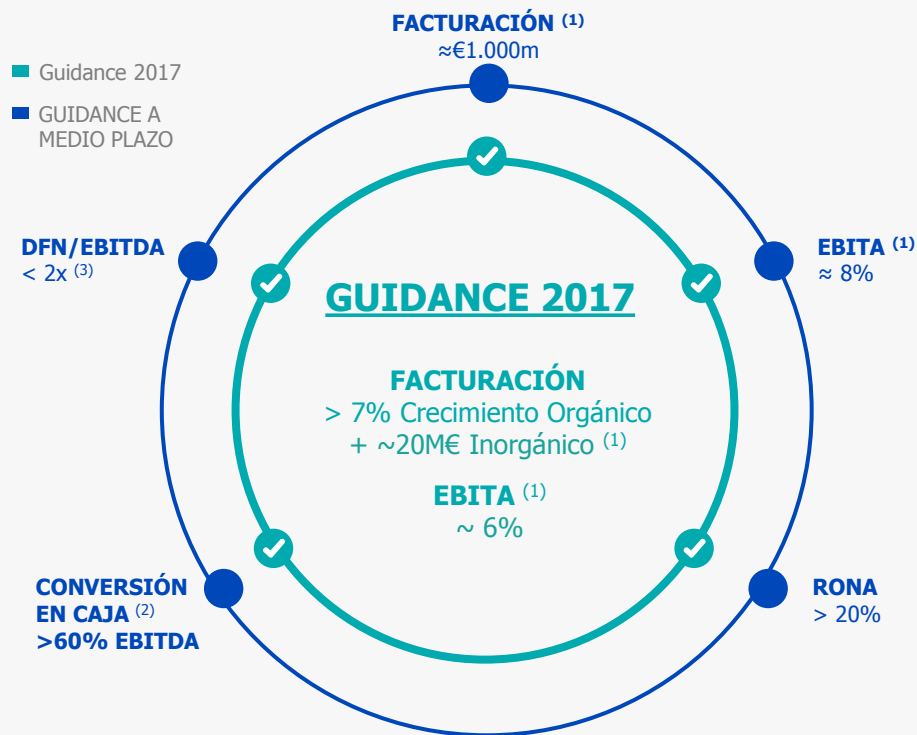 FACTURACIÓN (1)
≈€1.000m
Guidance 2017
GUIDANCE A
MEDIO PLAZO
DFN/EBITDA
< 2x (3)
EBITA (1)
≈ 8%
GUIDANCE 2017
FACTURACIÓN
> 7% Crecimiento Orgánico
+ ~20M€ Inorgánico (1)
EBITA (1)
~ 6%
CONVERSIÓN
EN CAJA (2)
>60% EBITDA
RONA
> 20%